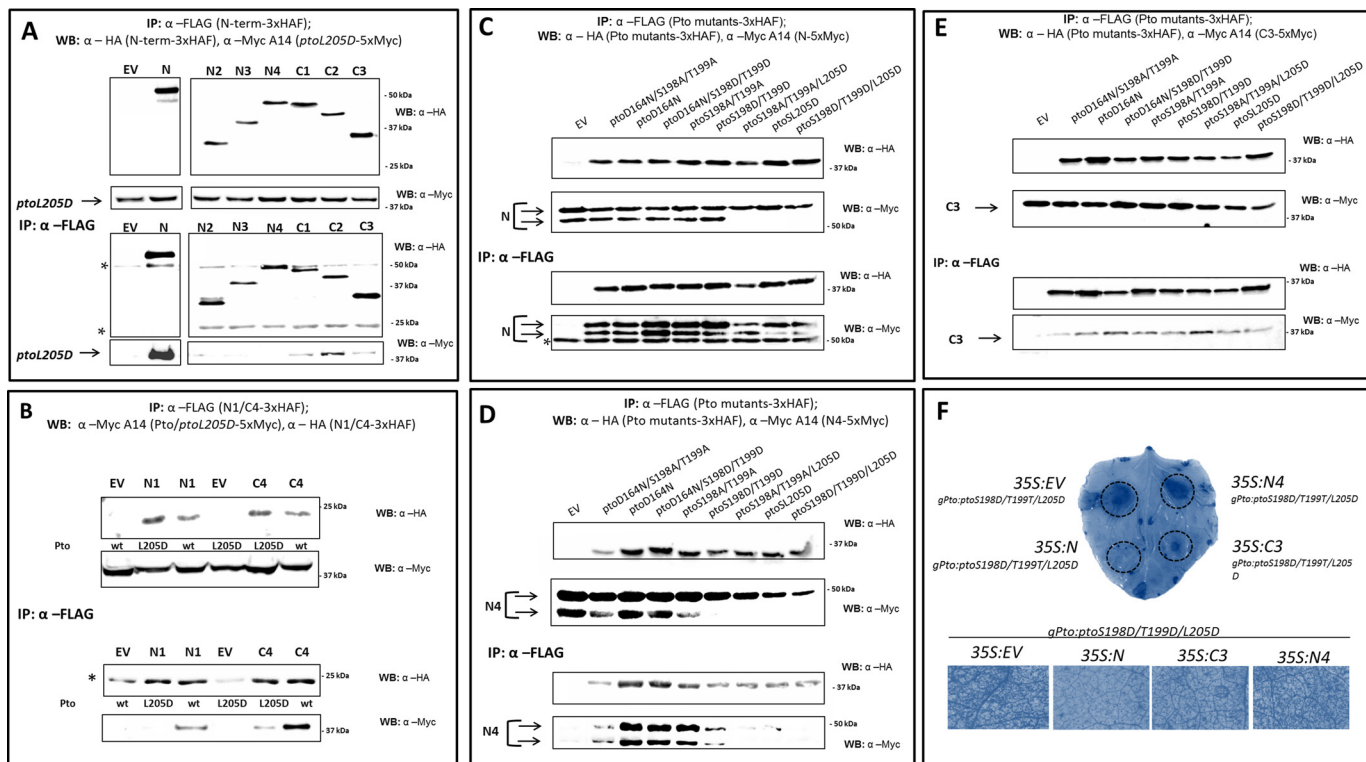 A
IP: α –FLAG (N-term-3xHAF);
WB: α – HA (N-term-3xHAF), α –Myc A14 (ptoL205D-5xMyc)
EV N N2 N3 N4 C1 C2 C3
- 50 kDa
WB: α –HA
- 37 kDa
- 25 kDa
ptoL205D
WB: α –Myc
- 37 kDa
IP: α –FLAG
EV N N2 N3 N4 C1 C2 C3
WB: α –HA
*
- 50 kDa
- 37 kDa
- 25 kDa
*
ptoL205D
WB: α –Myc
- 37 kDa
B
IP: α –FLAG (N1/C4-3xHAF);
WB: α –Myc A14 (Pto/ptoL205D-5xMyc), α – HA (N1/C4-3xHAF)
EV N1 N1 EV C4 C4
- 25 kDa
WB: α –HA
Pto wt L205D wt L205D L205D wt
WB: α –Myc
- 37 kDa
IP: α –FLAG
EV N1 N1 EV C4 C4
*
- 25 kDa
WB: α –HA
Pto wt L205D wt L205D L205D wt
- 37 kDa
WB: α –Myc
C
IP: α –FLAG (Pto mutants-3xHAF);
WB: α – HA (Pto mutants-3xHAF), α –Myc A14 (N-5xMyc)
EV
ptoD164N/S198A/T199A
ptoD164N
ptoD164N/S198D/T199D
ptoS198A/T199A
ptoS198D/T199D
ptoS198A/T199A/L205D
ptoSL205D
ptoS198D/T199D/L205D
WB: α –HA
- 37 kDa
N
WB: α –Myc
- 50 kDa
IP: α –FLAG
WB: α –HA
- 37 kDa
N
WB: α –Myc
*
- 50 kDa
D
IP: α –FLAG (Pto mutants-3xHAF);
WB: α – HA (Pto mutants-3xHAF), α –Myc A14 (N4-5xMyc)
EV
ptoD164N/S198A/T199A
ptoD164N
ptoD164N/S198D/T199D
ptoS198A/T199A
ptoS198D/T199D
ptoS198A/T199A/L205D
ptoSL205D
ptoS198D/T199D/L205D
WB: α –HA
- 37 kDa
- 50 kDa
N4
WB: α –Myc
IP: α –FLAG
WB: α –HA
- 37 kDa
N4
- 50 kDa
- 37 kDa
WB: α –Myc
E
IP: α –FLAG (Pto mutants-3xHAF);
WB: α – HA (Pto mutants-3xHAF), α –Myc A14 (C3-5xMyc)
EV
ptoD164N/S198A/T199A
ptoD164N
ptoD164N/S198D/T199D
ptoS198A/T199A
ptoS198D/T199D
ptoS198A/T199A/L205D
ptoSL205D
ptoS198D/T199D/L205D
WB: α –HA
- 37 kDa
C3
WB: α –Myc
- 37 kDa
IP: α –FLAG
WB: α –HA
- 37 kDa
WB: α –Myc
C3
- 37 kDa
F
35S:EV
gPto:ptoS198D/T199T/L205D
35S:N4
gPto:ptoS198D/T199T/L205D
35S:N
gPto:ptoS198D/T199T/L205D
35S:C3
gPto:ptoS198D/T199T/L205
D
gPto:ptoS198D/T199D/L205D
35S:EV 35S:N 35S:C3 35S:N4